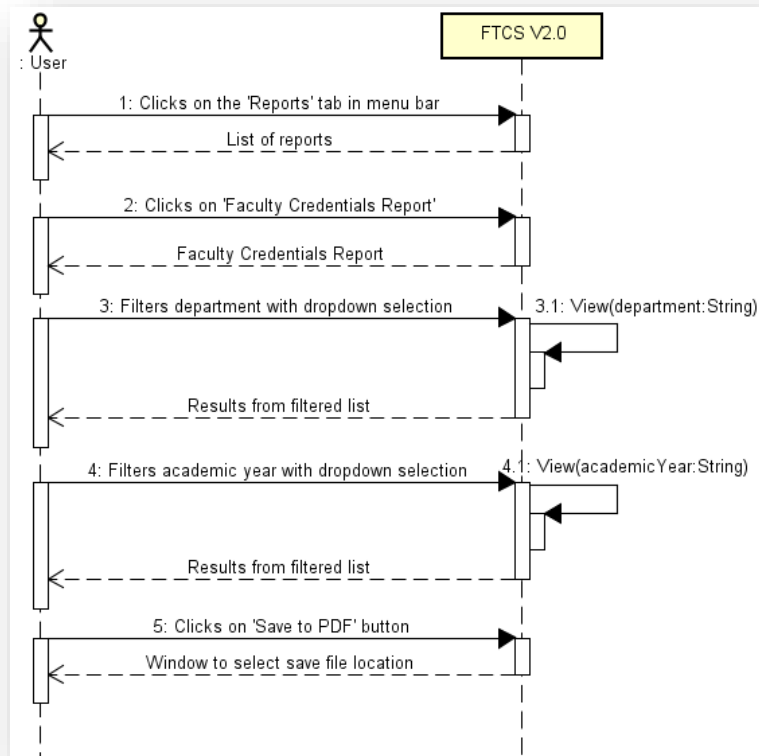 FTCS V2.0
: User
1: Clicks on the 'Reports' tab in menu bar
List of reports
2: Clicks on 'Faculty Credentials Report'
Faculty Credentials Report
3: Filters department with dropdown selection
3.1: View(department:String)
Results from filtered list
4: Filters academic year with dropdown selection
4.1: View(academicYear:String)
Results from filtered list
5: Clicks on 'Save to PDF' button
Window to select save file location